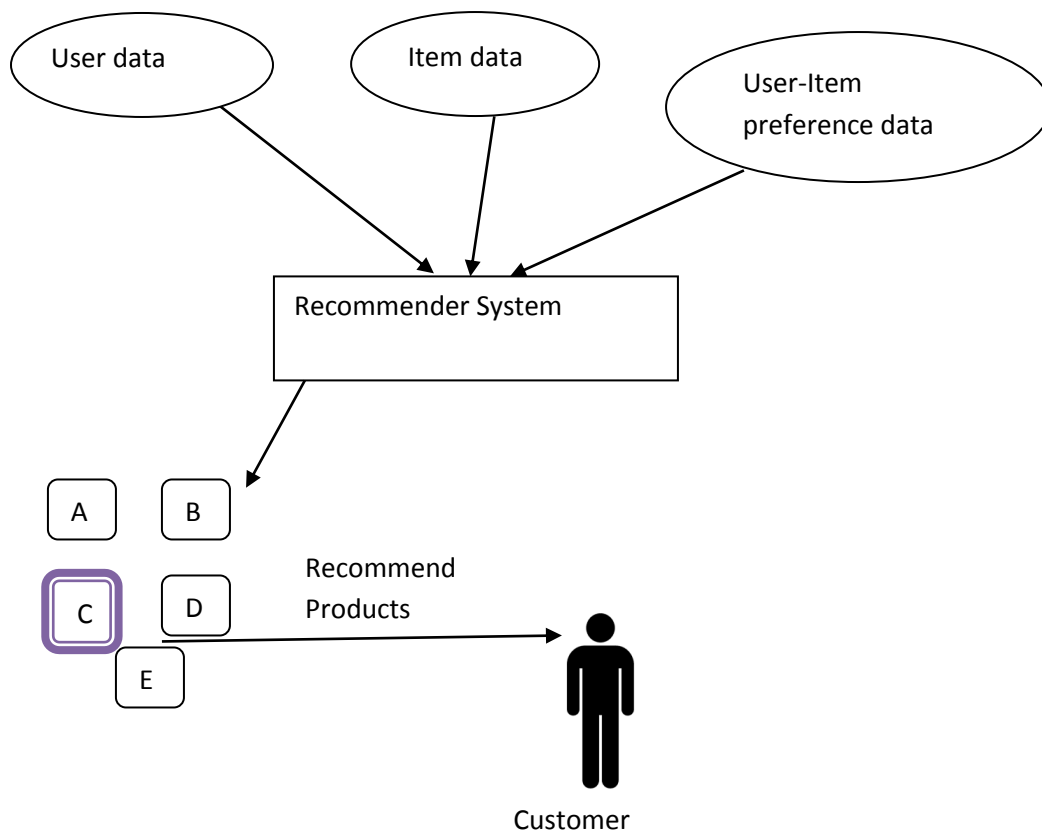 User data
Item data
User-Item
preference data
Recommender System
A
B
C
D
E
Recommend
Products
Customer